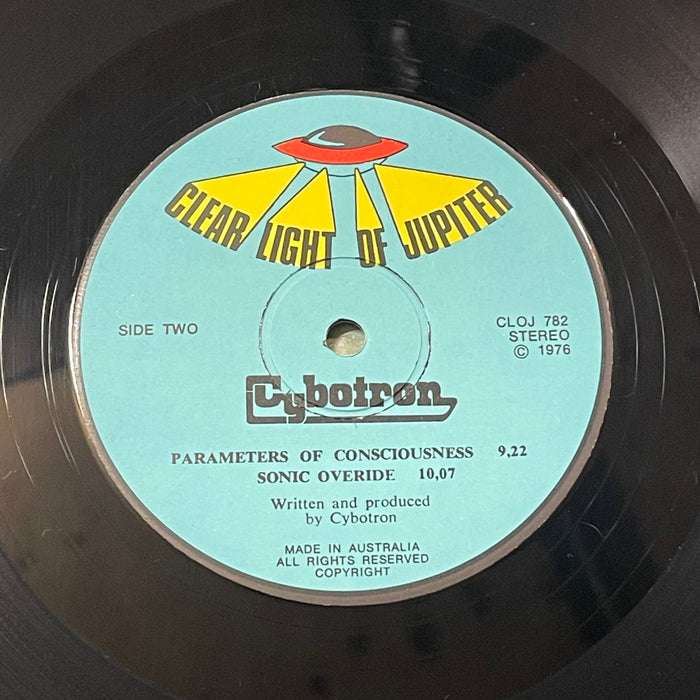 CLEAR LIGHT OF JUPITER
SIDE TWO
CLOJ 782
STEREO
© 1976
Cybotron
PARAMETERS OF CONSCIOUSNESS 9,22
SONIC OVERIDE 10,07
Written and produced
by Cybotron
MADE IN AUSTRALIA
ALL RIGHTS RESERVED
COPYRIGHT